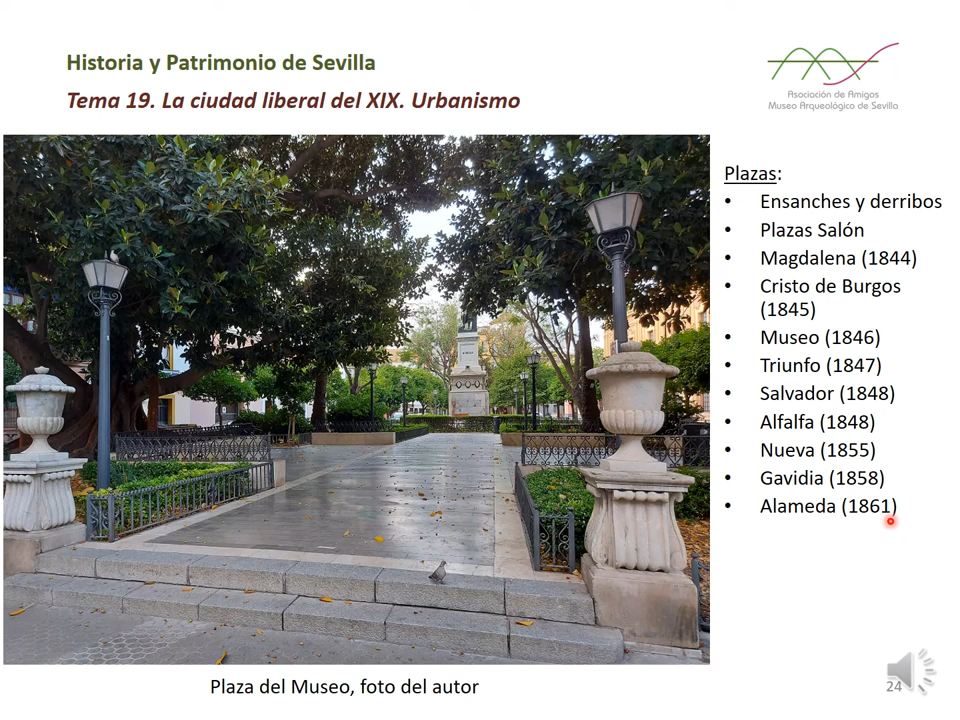 Historia y Patrimonio de Sevilla
Tema 19. La ciudad liberal del XIX. Urbanismo
Asociación de Amigos
Museo Arqueológico de Sevilla
Plazas:
• Ensanches y derribos
• Plazas Salón
• Magdalena (1844)
• Cristo de Burgos
(1845)
• Museo (1846)
• Triunfo (1847)
• Salvador (1848)
• Alfalfa (1848)
• Nueva (1855)
• Gavidia (1858)
• Alameda (1861)
Plaza del Museo, foto del autor
24